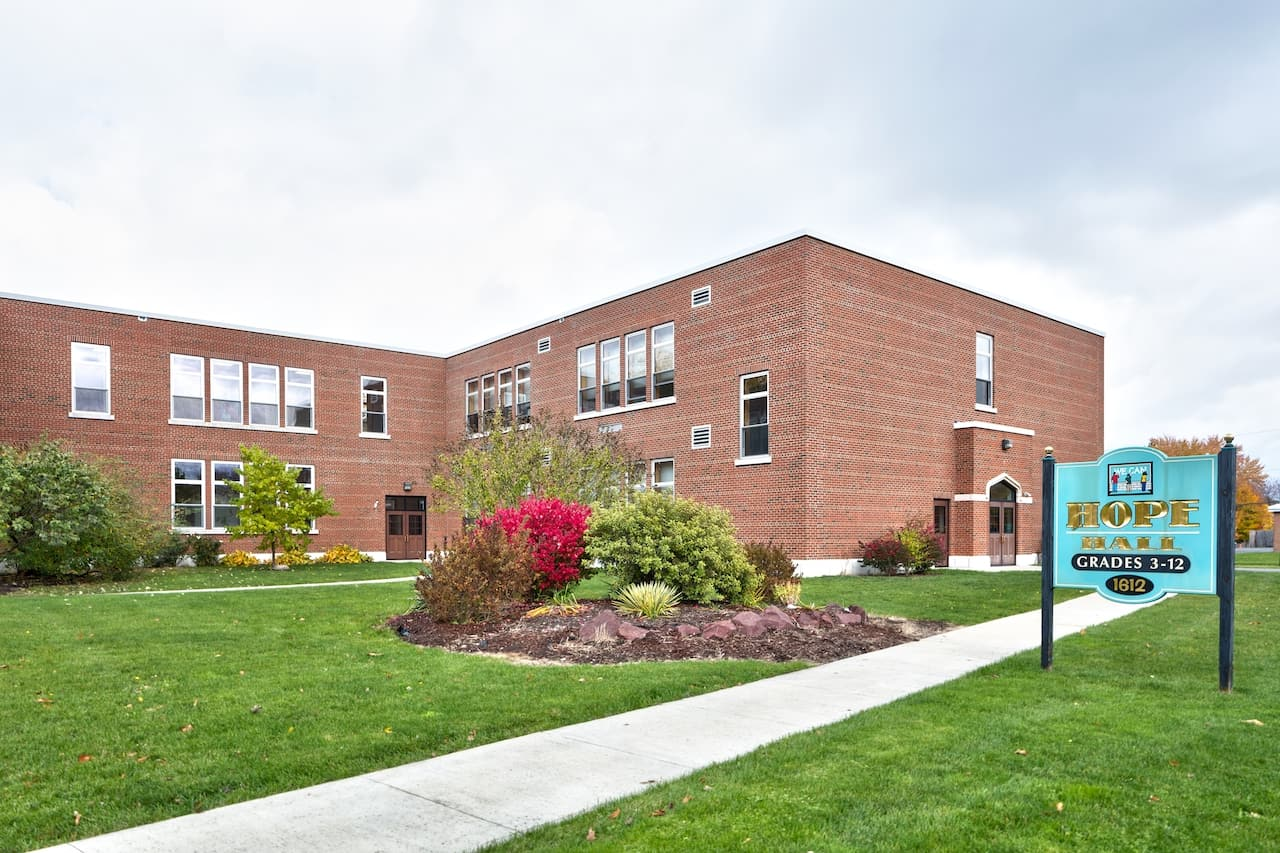 WE CAN
HOPE
HALL
GRADES 3-12
1612